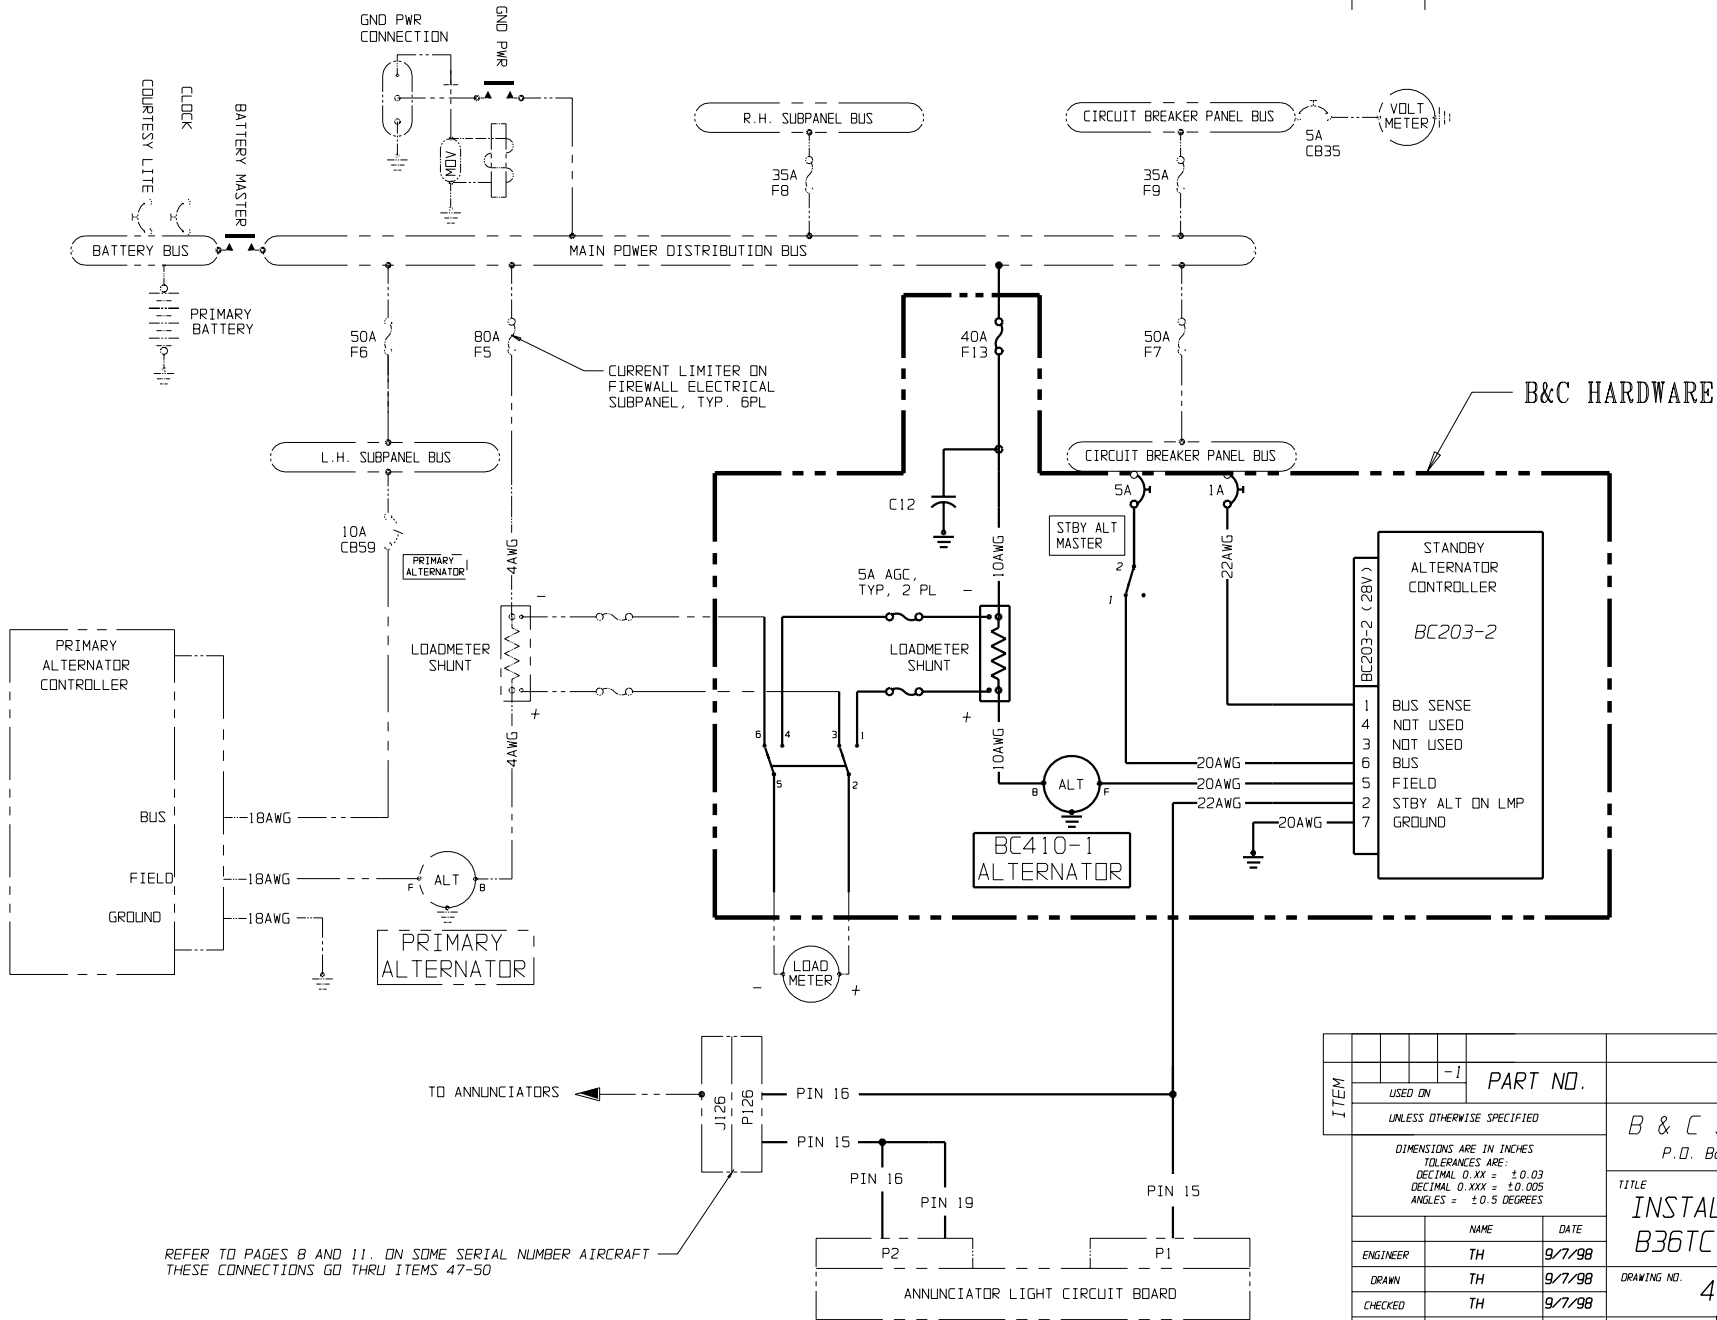 GND PWR
CONNECTION
GND PWR
COURTESY LITE
CLOCK
BATTERY MASTER
MOV
R.H. SUBPANEL BUS
35A
F8
CIRCUIT BREAKER PANEL BUS
5A
CB35
VOLT
METER
35A
F9
BATTERY BUS
MAIN POWER DISTRIBUTION BUS
PRIMARY
BATTERY
50A
F6
80A
F5
40A
F13
50A
F7
CURRENT LIMITER ON
FIREWALL ELECTRICAL
SUBPANEL, TYP. 6PL
B&C HARDWARE
L.H. SUBPANEL BUS
CIRCUIT BREAKER PANEL BUS
5A
1A
C12
10A
CB59
PRIMARY
ALTERNATOR
4AWG
10AWG
STBY ALT
MASTER
2
1
22AWG
5A AGC,
TYP, 2 PL
-
-
LOADMETER
SHUNT
LOADMETER
SHUNT
+
+
4AWG
10AWG
6
4
3
1
5
2
STANDBY
ALTERNATOR
CONTROLLER
BC203-2
BC203-2 (28V)
1 BUS SENSE
4 NOT USED
3 NOT USED
20AWG 6 BUS
20AWG 5 FIELD
22AWG 2 STBY ALT ON LMP
20AWG 7 GROUND
B ALT F
BC410-1
ALTERNATOR
PRIMARY
ALTERNATOR
CONTROLLER
BUS 18AWG
FIELD 18AWG
GROUND 18AWG
F ALT B
PRIMARY
ALTERNATOR
LOAD
METER
- +
TO ANNUNCIATORS
J126
P126
PIN 16
PIN 15
PIN 16
PIN 19
PIN 15
P2
P1
ANNUNCIATOR LIGHT CIRCUIT BOARD
REFER TO PAGES 8 AND 11. ON SOME SERIAL NUMBER AIRCRAFT
THESE CONNECTIONS GO THRU ITEMS 47-50
ITEM
-1
PART NO.
USED ON
UNLESS OTHERWISE SPECIFIED
DIMENSIONS ARE IN INCHES
TOLERANCES ARE:
DECIMAL 0.XX = ±0.03
DECIMAL 0.XXX = ±0.005
ANGLES = ±0.5 DEGREES
NAME DATE
ENGINEER TH 9/7/98
DRAWN TH 9/7/98
CHECKED TH 9/7/98
B & C
P.O.
TITLE
B36TC
DRAWING NO.
4